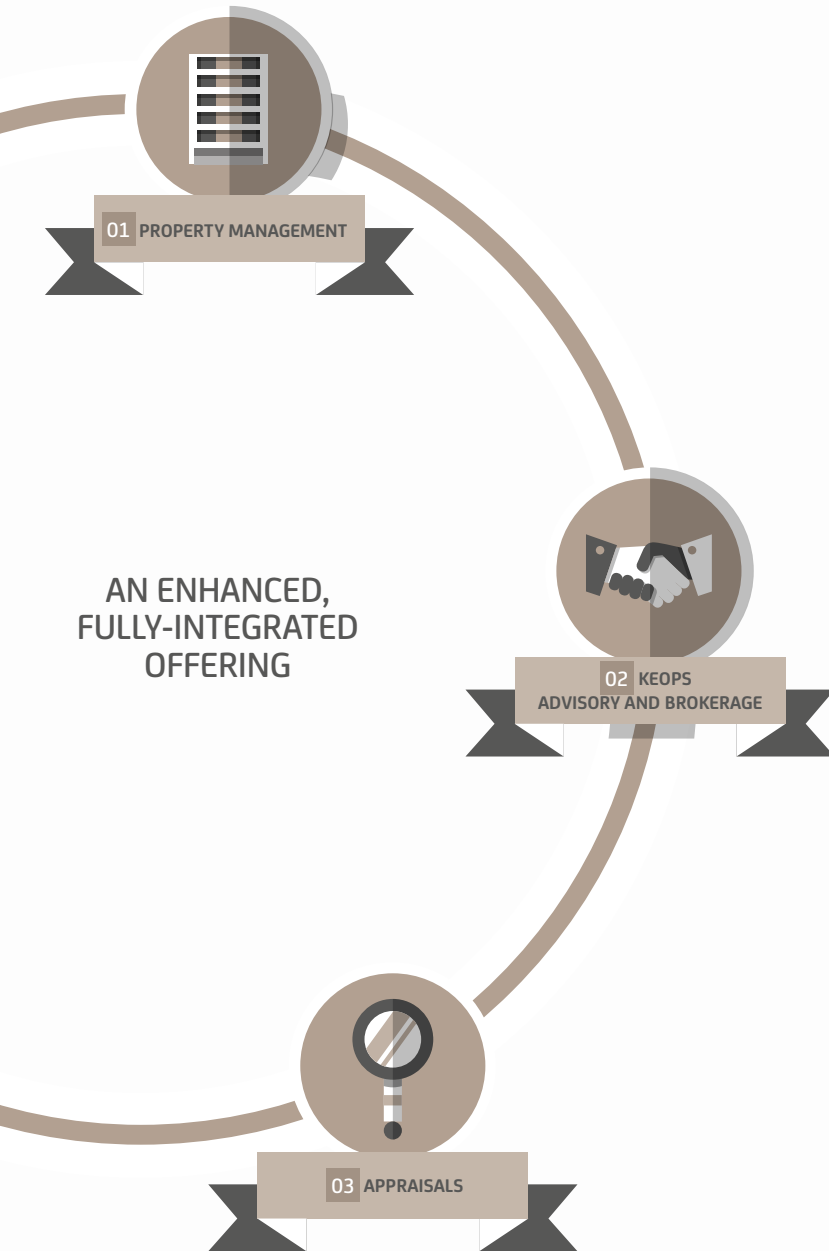 01 PROPERTY MANAGEMENT
AN ENHANCED,
FULLY-INTEGRATED
OFFERING
02 KEOPS
ADVISORY AND BROKERAGE
03 APPRAISALS